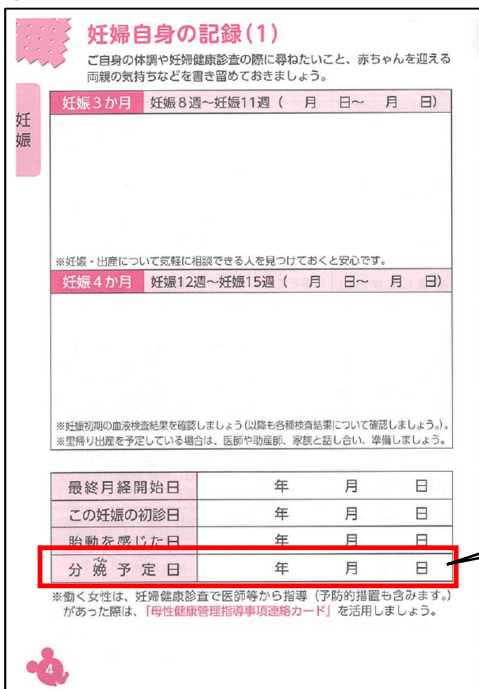 妊婦自身の記録(1)
ご自身の体調や妊婦健康診査の際に尋ねたいこと、赤ちゃんを迎える
両親の気持ちなどを書き留めておきましょう。
妊娠
妊娠3か月 妊娠8週~妊娠11週( 月 日~ 月 日)
※妊娠・出産について気軽に相談できる人を見つけておくと安心です。
妊娠4か月 妊娠12週~妊娠15週( 月 日~ 月 日)
※妊娠初期の血液検査結果を確認しましょう(以降も各種検査結果について確認しましょう。)。
※里帰り出産を予定している場合は、医師や助産師、家族と話し合い、準備しましょう。
最終月経開始日 年 月 日
この妊娠の初診日 年 月 日
胎動を感じた日 年 月 日
べん
分娩予定日 年 月 日
※働く女性は、妊婦健康診査で医師等から指導(予防的措置も含みます。)
があった際は、「母性健康管理指導事項連絡カード」を活用しましょう。
4